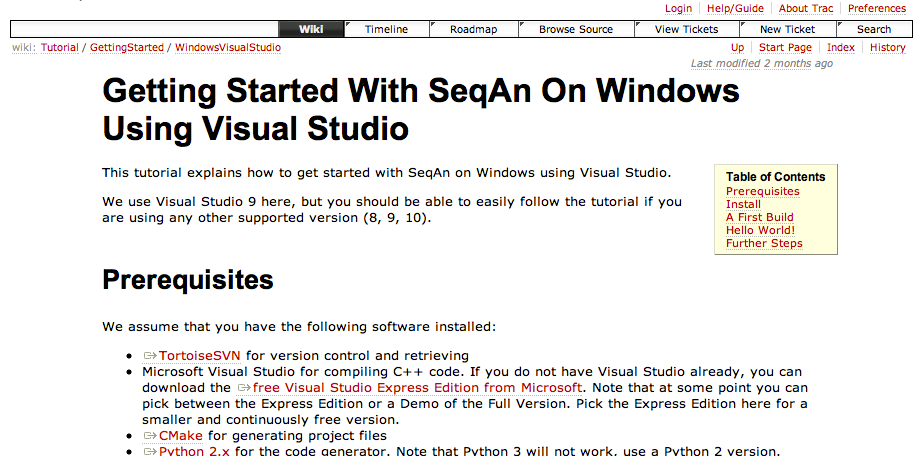 Login Help/Guide About Trac Preferences
Wiki Timeline Roadmap Browse Source View Tickets New Ticket Search
wiki: Tutorial / GettingStarted / WindowsVisualStudio Up Start Page Index History
Last modified 2 months ago
Getting Started With SeqAn On Windows
Using Visual Studio
This tutorial explains how to get started with SeqAn on Windows using Visual Studio.
We use Visual Studio 9 here, but you should be able to easily follow the tutorial if you
are using any other supported version (8, 9, 10).
Table of Contents
Prerequisites
Install
A First Build
Hello World!
Further Steps
Prerequisites
We assume that you have the following software installed:
• TortoiseSVN for version control and retrieving
• Microsoft Visual Studio for compiling C++ code. If you do not have Visual Studio already, you can
download the free Visual Studio Express Edition from Microsoft. Note that at some point you can
pick between the Express Edition or a Demo of the Full Version. Pick the Express Edition here for a
smaller and continuously free version.
• CMake for generating project files
• Python 2.x for the code generator. Note that Python 3 will not work, use a Python 2 version.